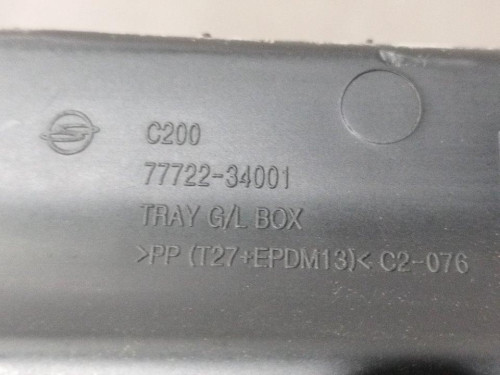 C200
77722-34001
TRAY G/L BOX
>PP (T27+EPDM13)< C2-076